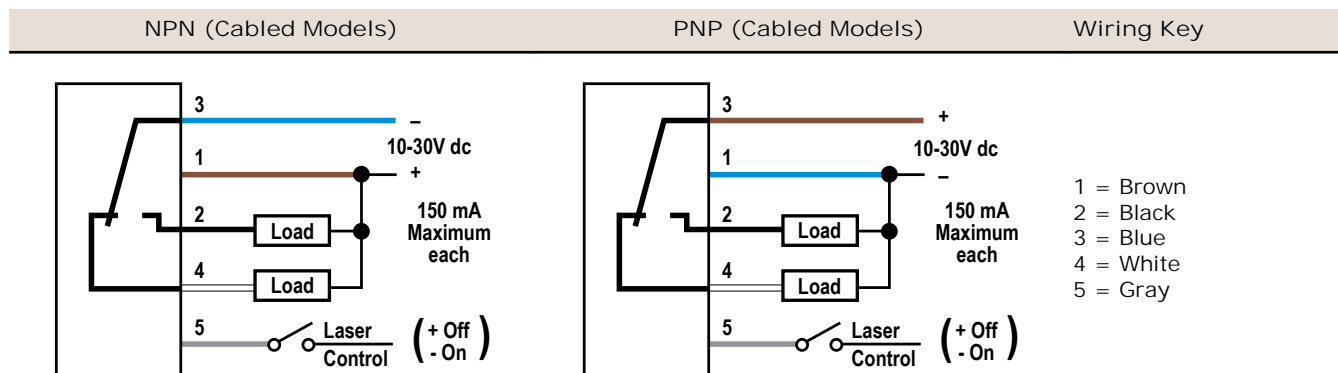 NPN (Cabled Models)
PNP (Cabled Models)
Wiring Key
3
–
10-30V dc
1
+
2
Load
150 mA
Maximum
each
4
Load
5
Laser
Control
( + Off
- On )
3
+
10-30V dc
1
–
2
Load
150 mA
Maximum
each
4
Load
5
Laser
Control
( + Off
- On )
1 = Brown
2 = Black
3 = Blue
4 = White
5 = Gray